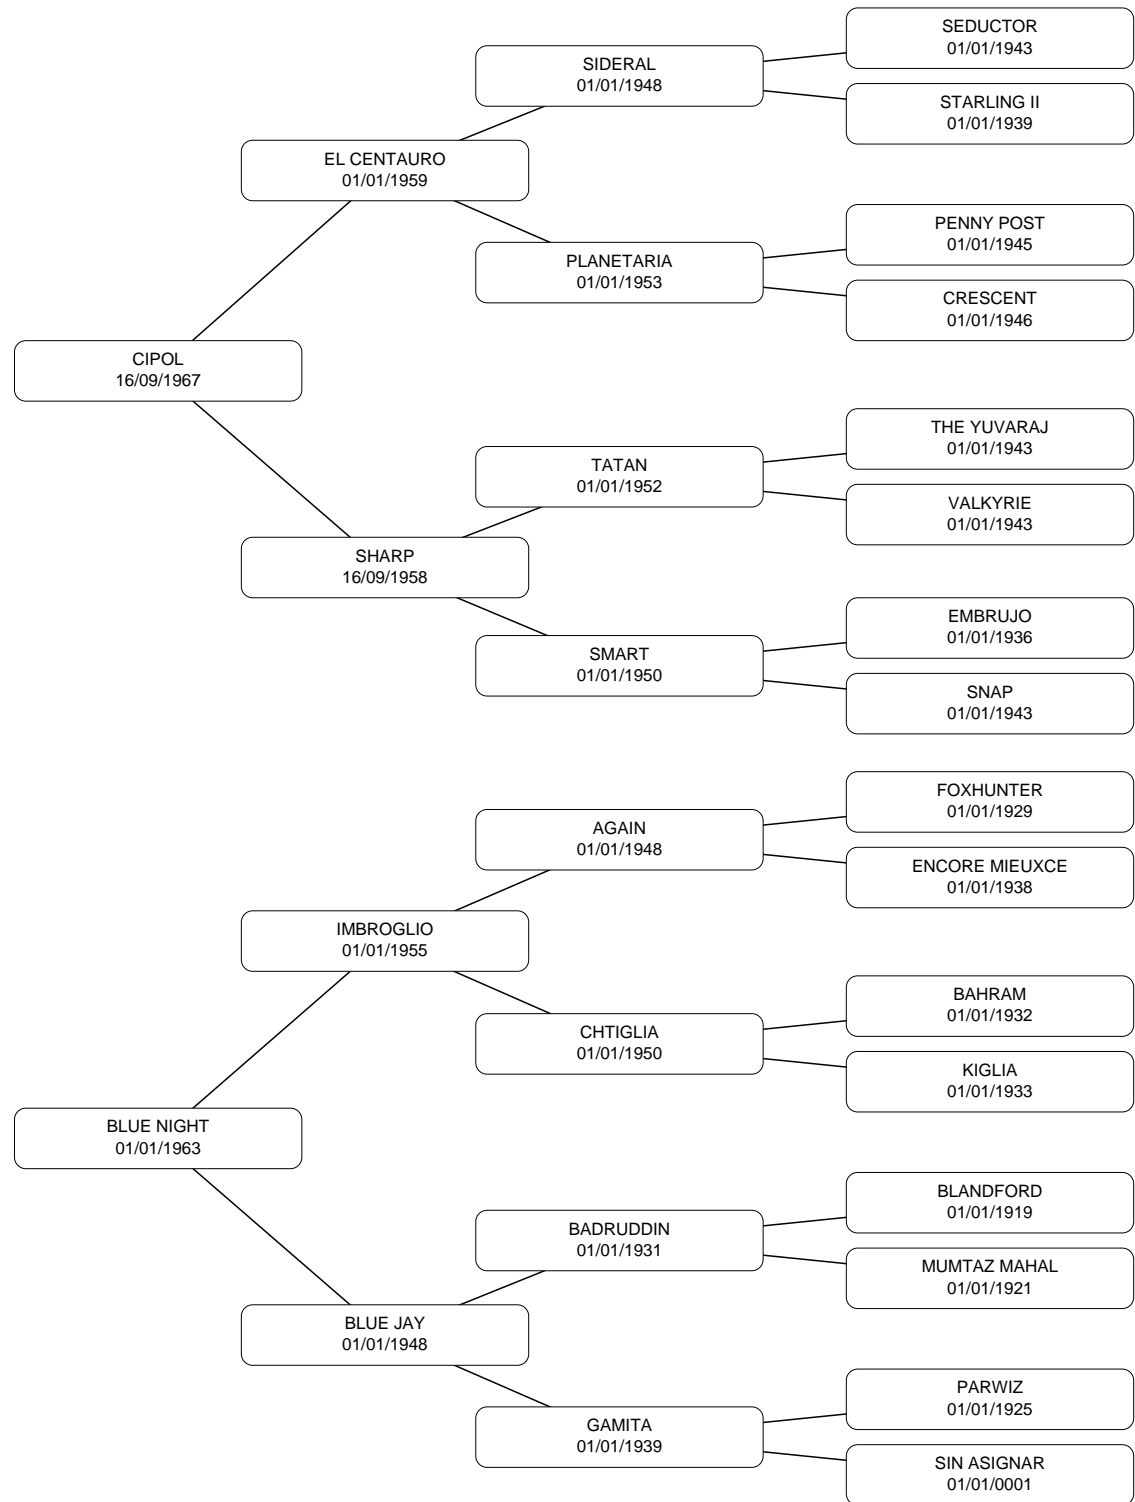 SEDUCTOR
01/01/1943
SIDERAL
01/01/1948
STARLING II
01/01/1939
EL CENTAURO
01/01/1959
PENNY POST
01/01/1945
PLANETARIA
01/01/1953
CRESCENT
01/01/1946
CIPOL
16/09/1967
THE YUVARAJ
01/01/1943
TATAN
01/01/1952
VALKYRIE
01/01/1943
SHARP
16/09/1958
EMBRUJO
01/01/1936
SMART
01/01/1950
SNAP
01/01/1943
FOXHUNTER
01/01/1929
AGAIN
01/01/1948
ENCORE MIEUXCE
01/01/1938
IMBROGLIO
01/01/1955
BAHRAM
01/01/1932
CHTIGLIA
01/01/1950
KIGLIA
01/01/1933
BLUE NIGHT
01/01/1963
BLANDFORD
01/01/1919
BADRUDDIN
01/01/1931
MUMTAZ MAHAL
01/01/1921
BLUE JAY
01/01/1948
PARWIZ
01/01/1925
GAMITA
01/01/1939
SIN ASIGNAR
01/01/0001